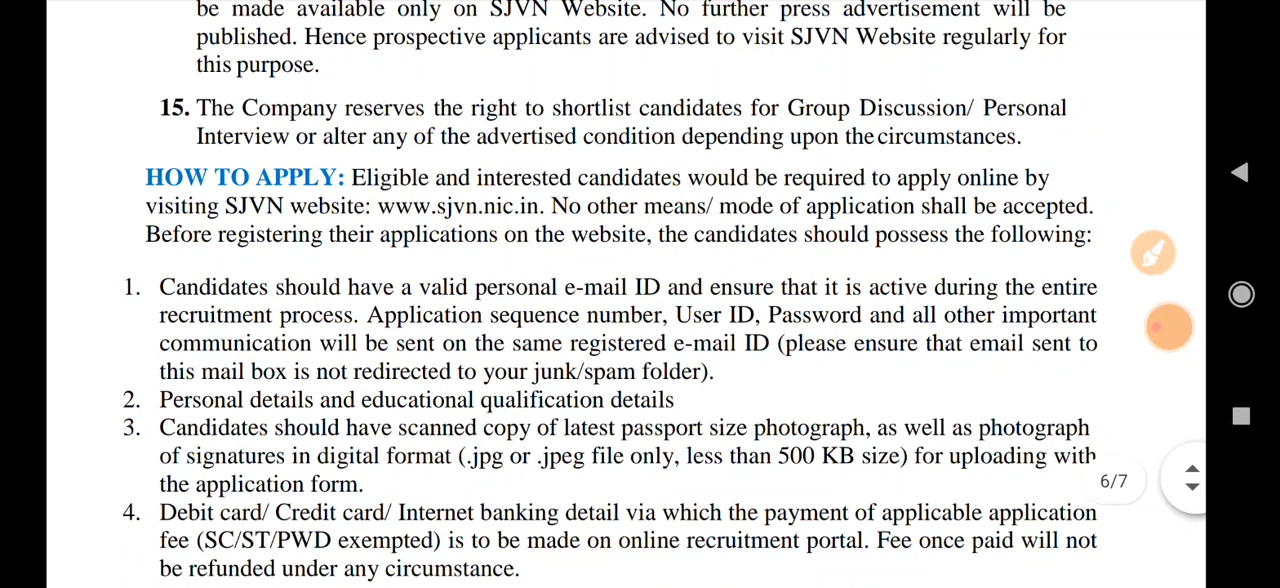 be made available only on SJVN Website. No further press advertisement will be
published. Hence prospective applicants are advised to visit SJVN Website regularly for
this purpose.
15. The Company reserves the right to shortlist candidates for Group Discussion/ Personal
Interview or alter any of the advertised condition depending upon thecircumstances.
HOW TO APPLY: Eligible and interested candidates would be required to apply online by
visiting SJVN website: www.sjvn.nic.in. No other means/ mode of application shall be accepted.
Before registering their applications on the website, the candidates should possess the following:
1. Candidates should have a valid personal e-mail ID and ensure that it is active during the entire
recruitment process. Application sequence number, User ID, Password and all other important
communication will be sent on the same registered e-mail ID (please ensure that email sent to
this mail box is not redirected to your junk/spam folder).
2. Personal details and educational qualification details
3. Candidates should have scanned copy of latest passport size photograph, as well as photograph
of signatures in digital format (.jpg or .jpeg file only, less than 500 KB size) for uploading with
the application form.
6/7
4. Debit card/ Credit card/ Internet banking detail via which the payment of applicable application
fee (SC/ST/PWD exempted) is to be made on online recruitment portal. Fee once paid will not
be refunded under any circumstance.